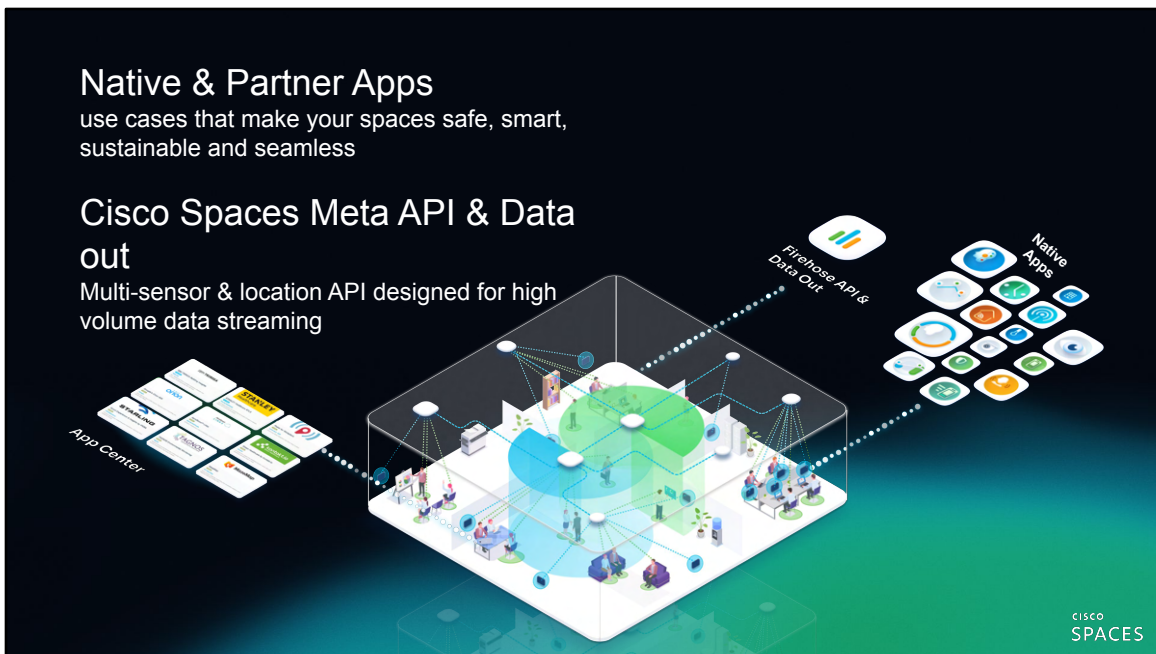 Native & Partner Apps
use cases that make your spaces safe, smart,
sustainable and seamless
Cisco Spaces Meta API & Data
out
Multi-sensor & location API designed for high
volume data streaming
Firehose API &
Data Out
Native
Apps
App Center
onon
STANLEY
STARLING
TAGNOS
CISCO
SPACES